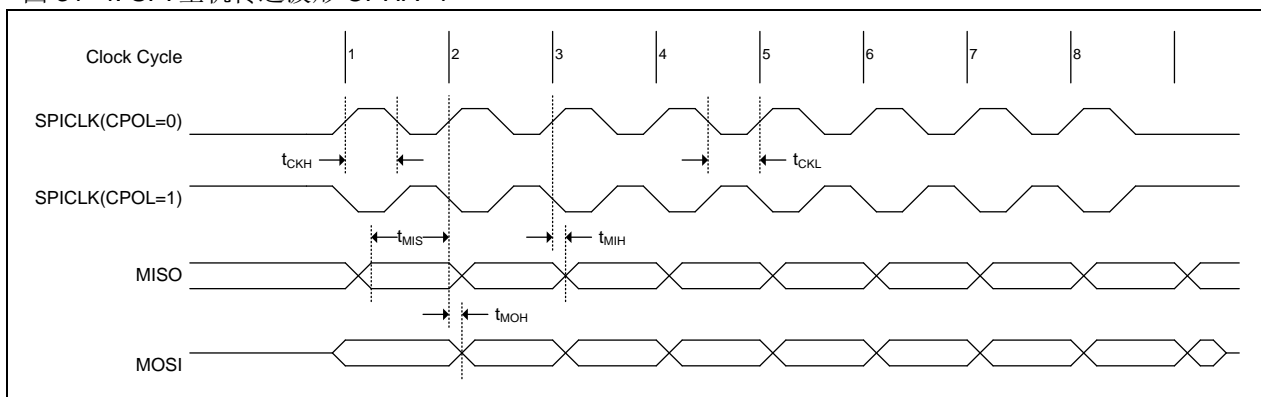 Clock Cycle
1 2 3 4 5 6 7 8
SPICLK(CPOL=0)
tCKH tCKL
SPICLK(CPOL=1)
tMIS tMIH
MISO
tMOH
MOSI